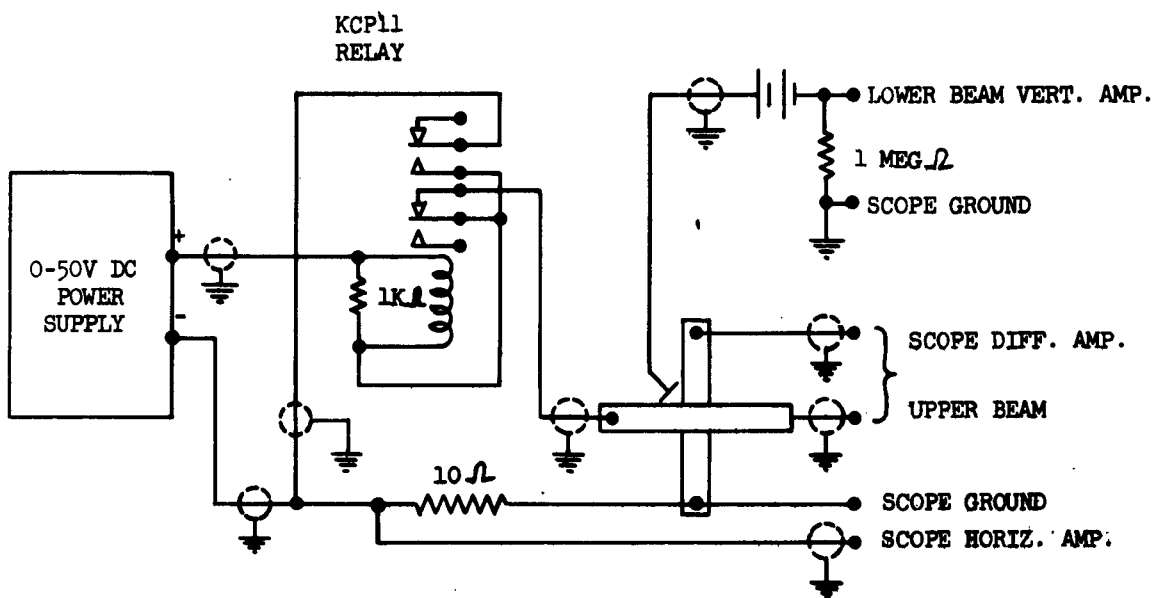 KCP11
RELAY
LOWER BEAM VERT. AMP.
1 MEG Ω
SCOPE GROUND
+
0-50V DC
POWER
SUPPLY
-
1KΩ
SCOPE DIFF. AMP.
UPPER BEAM
10 Ω
SCOPE GROUND
SCOPE HORIZ. AMP.